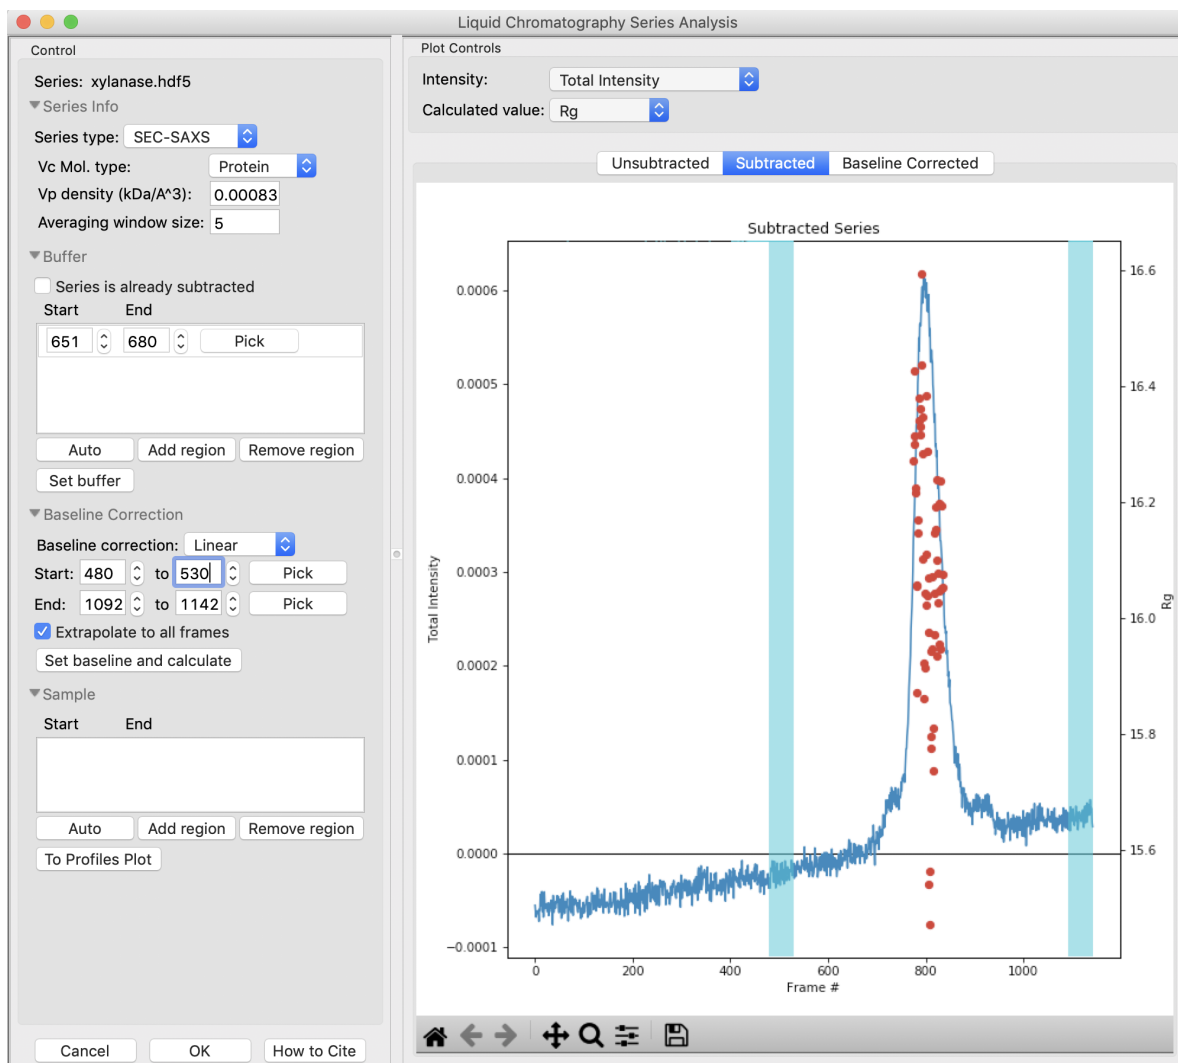 Liquid Chromatography Series Analysis
Control
Series: xylanase.hdf5
Series Info
Series type: SEC-SAXS
Vc Mol. type: Protein
Vp density (kDa/A^3): 0.00083
Averaging window size: 5
Buffer
Series is already subtracted
Start End
651 680 Pick
Auto Add region Remove region
Set buffer
Baseline Correction
Baseline correction: Linear
Start: 480 to 530 Pick
End: 1092 to 1142 Pick
Extrapolate to all frames
Set baseline and calculate
Sample
Start End
Auto Add region Remove region
To Profiles Plot
Cancel OK How to Cite
Plot Controls
Intensity: Total Intensity
Calculated value: Rg
Unsubtracted Subtracted Baseline Corrected
Subtracted Series
Total Intensity
0.0006
0.0005
0.0004
0.0003
0.0002
0.0001
0.0000
−0.0001
0 200 400 600 800 1000
Frame #
16.6
16.4
16.2
16.0
15.8
15.6
Rg